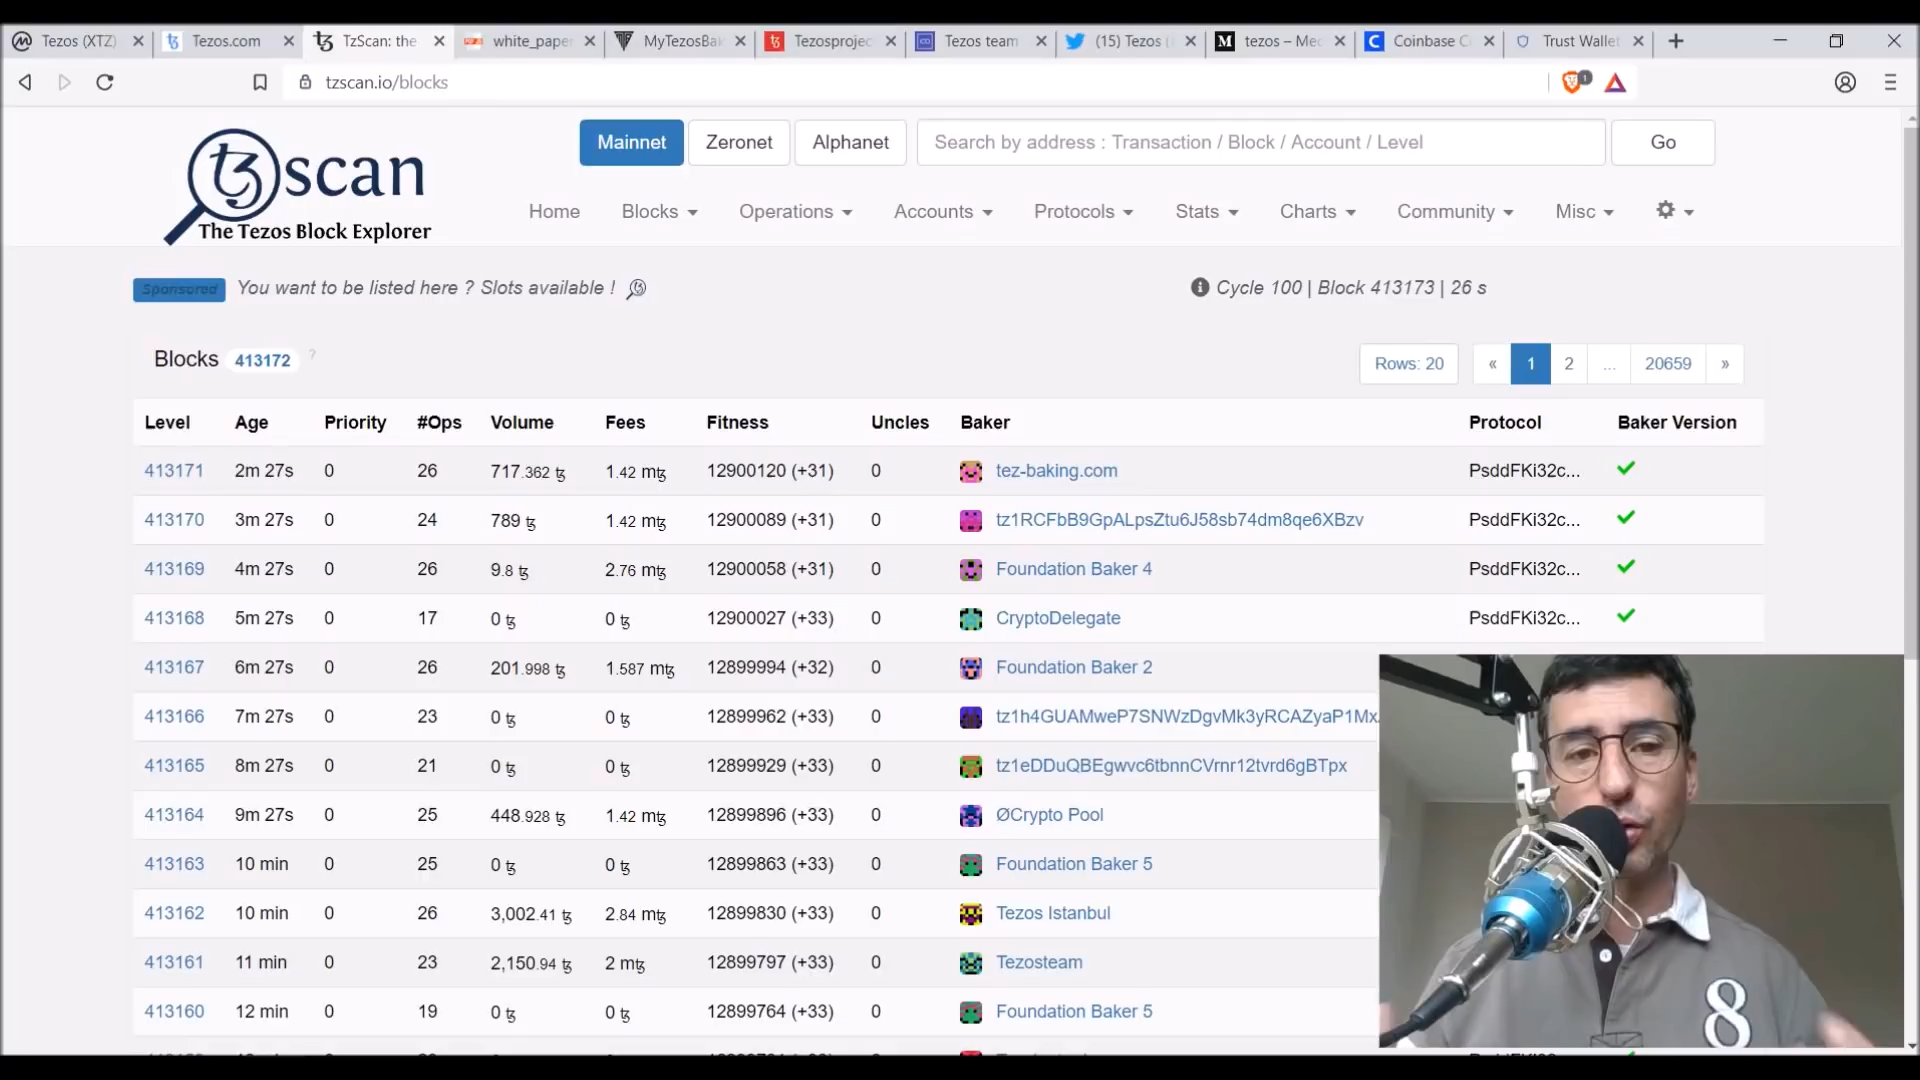 Tezos (XTZ)
Tezos.com
TzScan: the
white_pape
MyTezosBa
Tezosprojec
Tezos team
(15) Tezos (
tezos – Me
Coinbase C
Trust Wallet
tzscan.io/blocks
1
tzscan
The Tezos Block Explorer
Mainnet
Zeronet
Alphanet
Search by address : Transaction / Block / Account / Level
Go
Home
Blocks
Operations
Accounts
Protocols
Stats
Charts
Community
Misc
Sponsored
You want to be listed here ? Slots available !
Cycle 100 | Block 413173 | 26 s
Blocks 413172 ?
Rows: 20
« 1 2 ... 20659 »
Level Age Priority #Ops Volume Fees Fitness Uncles Baker Protocol Baker Version
413171 2m 27s 0 26 717.362 ꜩ 1.42 mꜩ 12900120 (+31) 0 tez-baking.com PsddFKi32c...
413170 3m 27s 0 24 789 ꜩ 1.42 mꜩ 12900089 (+31) 0 tz1RCFbB9GpALpsZtu6J58sb74dm8qe6XBzv PsddFKi32c...
413169 4m 27s 0 26 9.8 ꜩ 2.76 mꜩ 12900058 (+31) 0 Foundation Baker 4 PsddFKi32c...
413168 5m 27s 0 17 0 ꜩ 0 ꜩ 12900027 (+33) 0 CryptoDelegate PsddFKi32c...
413167 6m 27s 0 26 201.998 ꜩ 1.587 mꜩ 12899994 (+32) 0 Foundation Baker 2
413166 7m 27s 0 23 0 ꜩ 0 ꜩ 12899962 (+33) 0 tz1h4GUAMweP7SNWzDgvMk3yRCAZyaP1Mx
413165 8m 27s 0 21 0 ꜩ 0 ꜩ 12899929 (+33) 0 tz1eDDuQBEgwvc6tbnnCVrnr12tvrd6gBTpx
413164 9m 27s 0 25 448.928 ꜩ 1.42 mꜩ 12899896 (+33) 0 ØCrypto Pool
413163 10 min 0 25 0 ꜩ 0 ꜩ 12899863 (+33) 0 Foundation Baker 5
413162 10 min 0 26 3,002.41 ꜩ 2.84 mꜩ 12899830 (+33) 0 Tezos Istanbul
413161 11 min 0 23 2,150.94 ꜩ 2 mꜩ 12899797 (+33) 0 Tezosteam
413160 12 min 0 19 0 ꜩ 0 ꜩ 12899764 (+33) 0 Foundation Baker 5
8